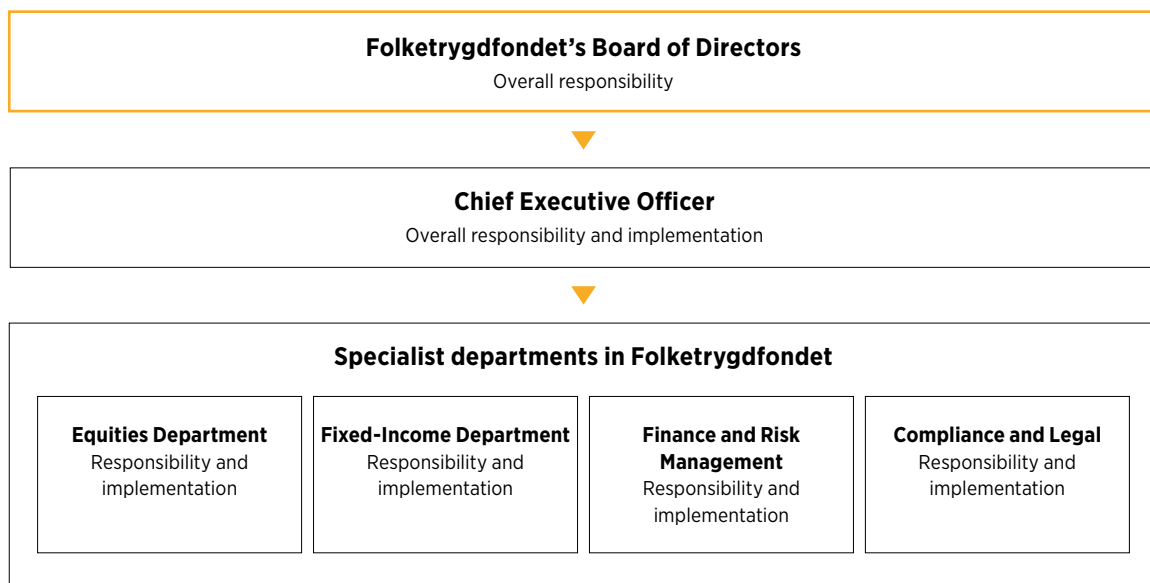 Folketrygdfondet’s Board of Directors
Overall responsibility
Chief Executive Officer
Overall responsibility and implementation
Specialist departments in Folketrygdfondet
Equities Department
Responsibility and
implementation
Fixed-Income Department
Responsibility and
implementation
Finance and Risk
Management
Responsibility and
implementation
Compliance and Legal
Responsibility and
implementation